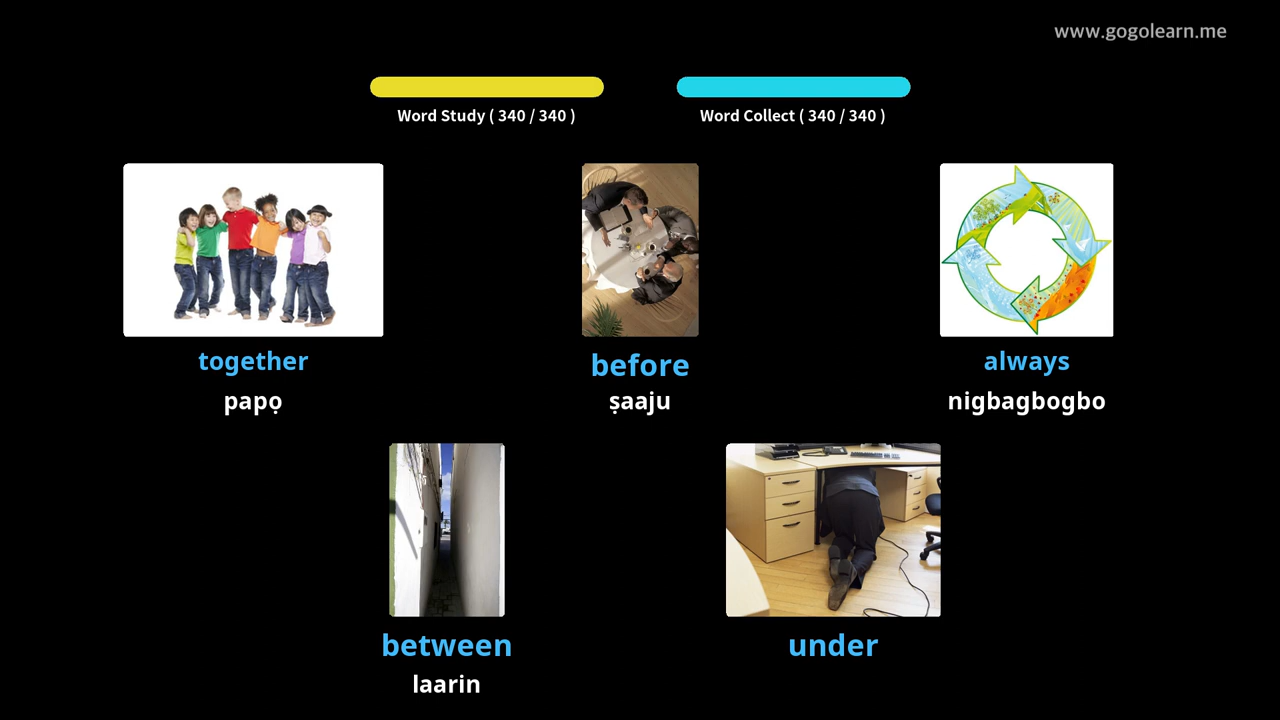 www.gogolearn.me
Word Study ( 340 / 340 )
Word Collect ( 340 / 340 )
together
before
always
papọ
ṣaaju
nigbagbogbo
between
under
laarin